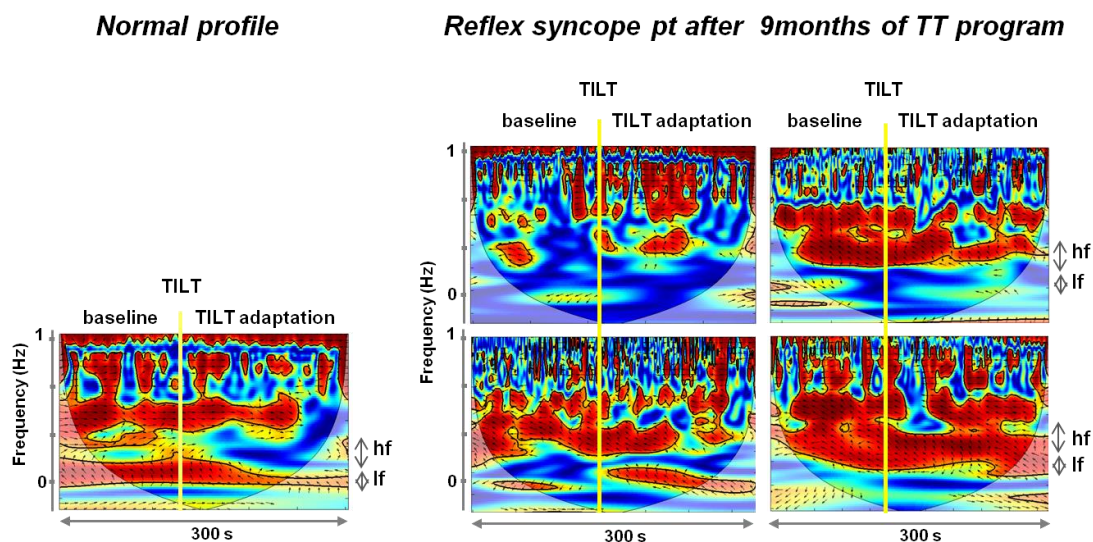 Normal profile
Reflex syncope pt after 9months of TT program
TILT
TILT
baseline
TILT adaptation
baseline
TILT adaptation
1
Frequency (Hz)
0
hf
lf
TILT
baseline
TILT adaptation
1
Frequency (Hz)
0
hf
lf
300 s
1
Frequency (Hz)
0
hf
lf
300 s
300 s